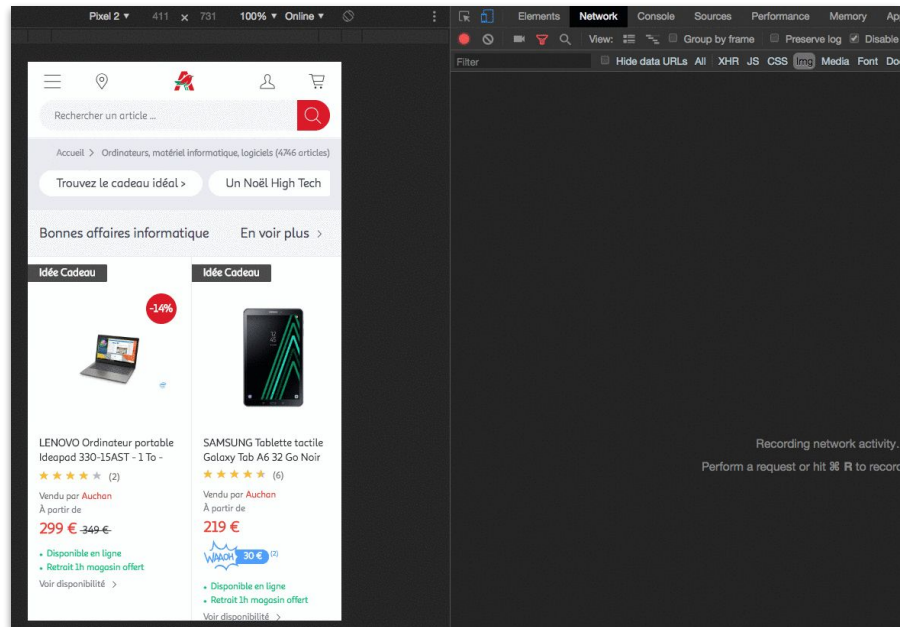 Pixel 2 ▼ 411 × 731 100% ▼ Online ▼
Elements Network Console Sources Performance Memory
View: Group by frame Preserve log Disable
Filter Hide data URLs All XHR JS CSS Img Media Font
Rechercher un article ...
Accueil > Ordinateurs, matériel informatique, logiciels (4746 articles)
Trouvez le cadeau idéal > Un Noël High Tech
Bonnes affaires informatique En voir plus >
Idée Cadeau
-14%
LENOVO Ordinateur portable
Ideapad 330-15AST - 1 To -
(2)
Vendu par Auchan
À partir de
299 € 349 €
• Disponible en ligne
• Retrait 1h magasin offert
Voir disponibilité >
Idée Cadeau
SAMSUNG Tablette tactile
Galaxy Tab A6 32 Go Noir
(6)
Vendu par Auchan
À partir de
219 €
WAAOH 30 € (2)
• Disponible en ligne
• Retrait 1h magasin offert
Voir disponibilité >
Recording network activity.
Perform a request or hit ⌘ R to